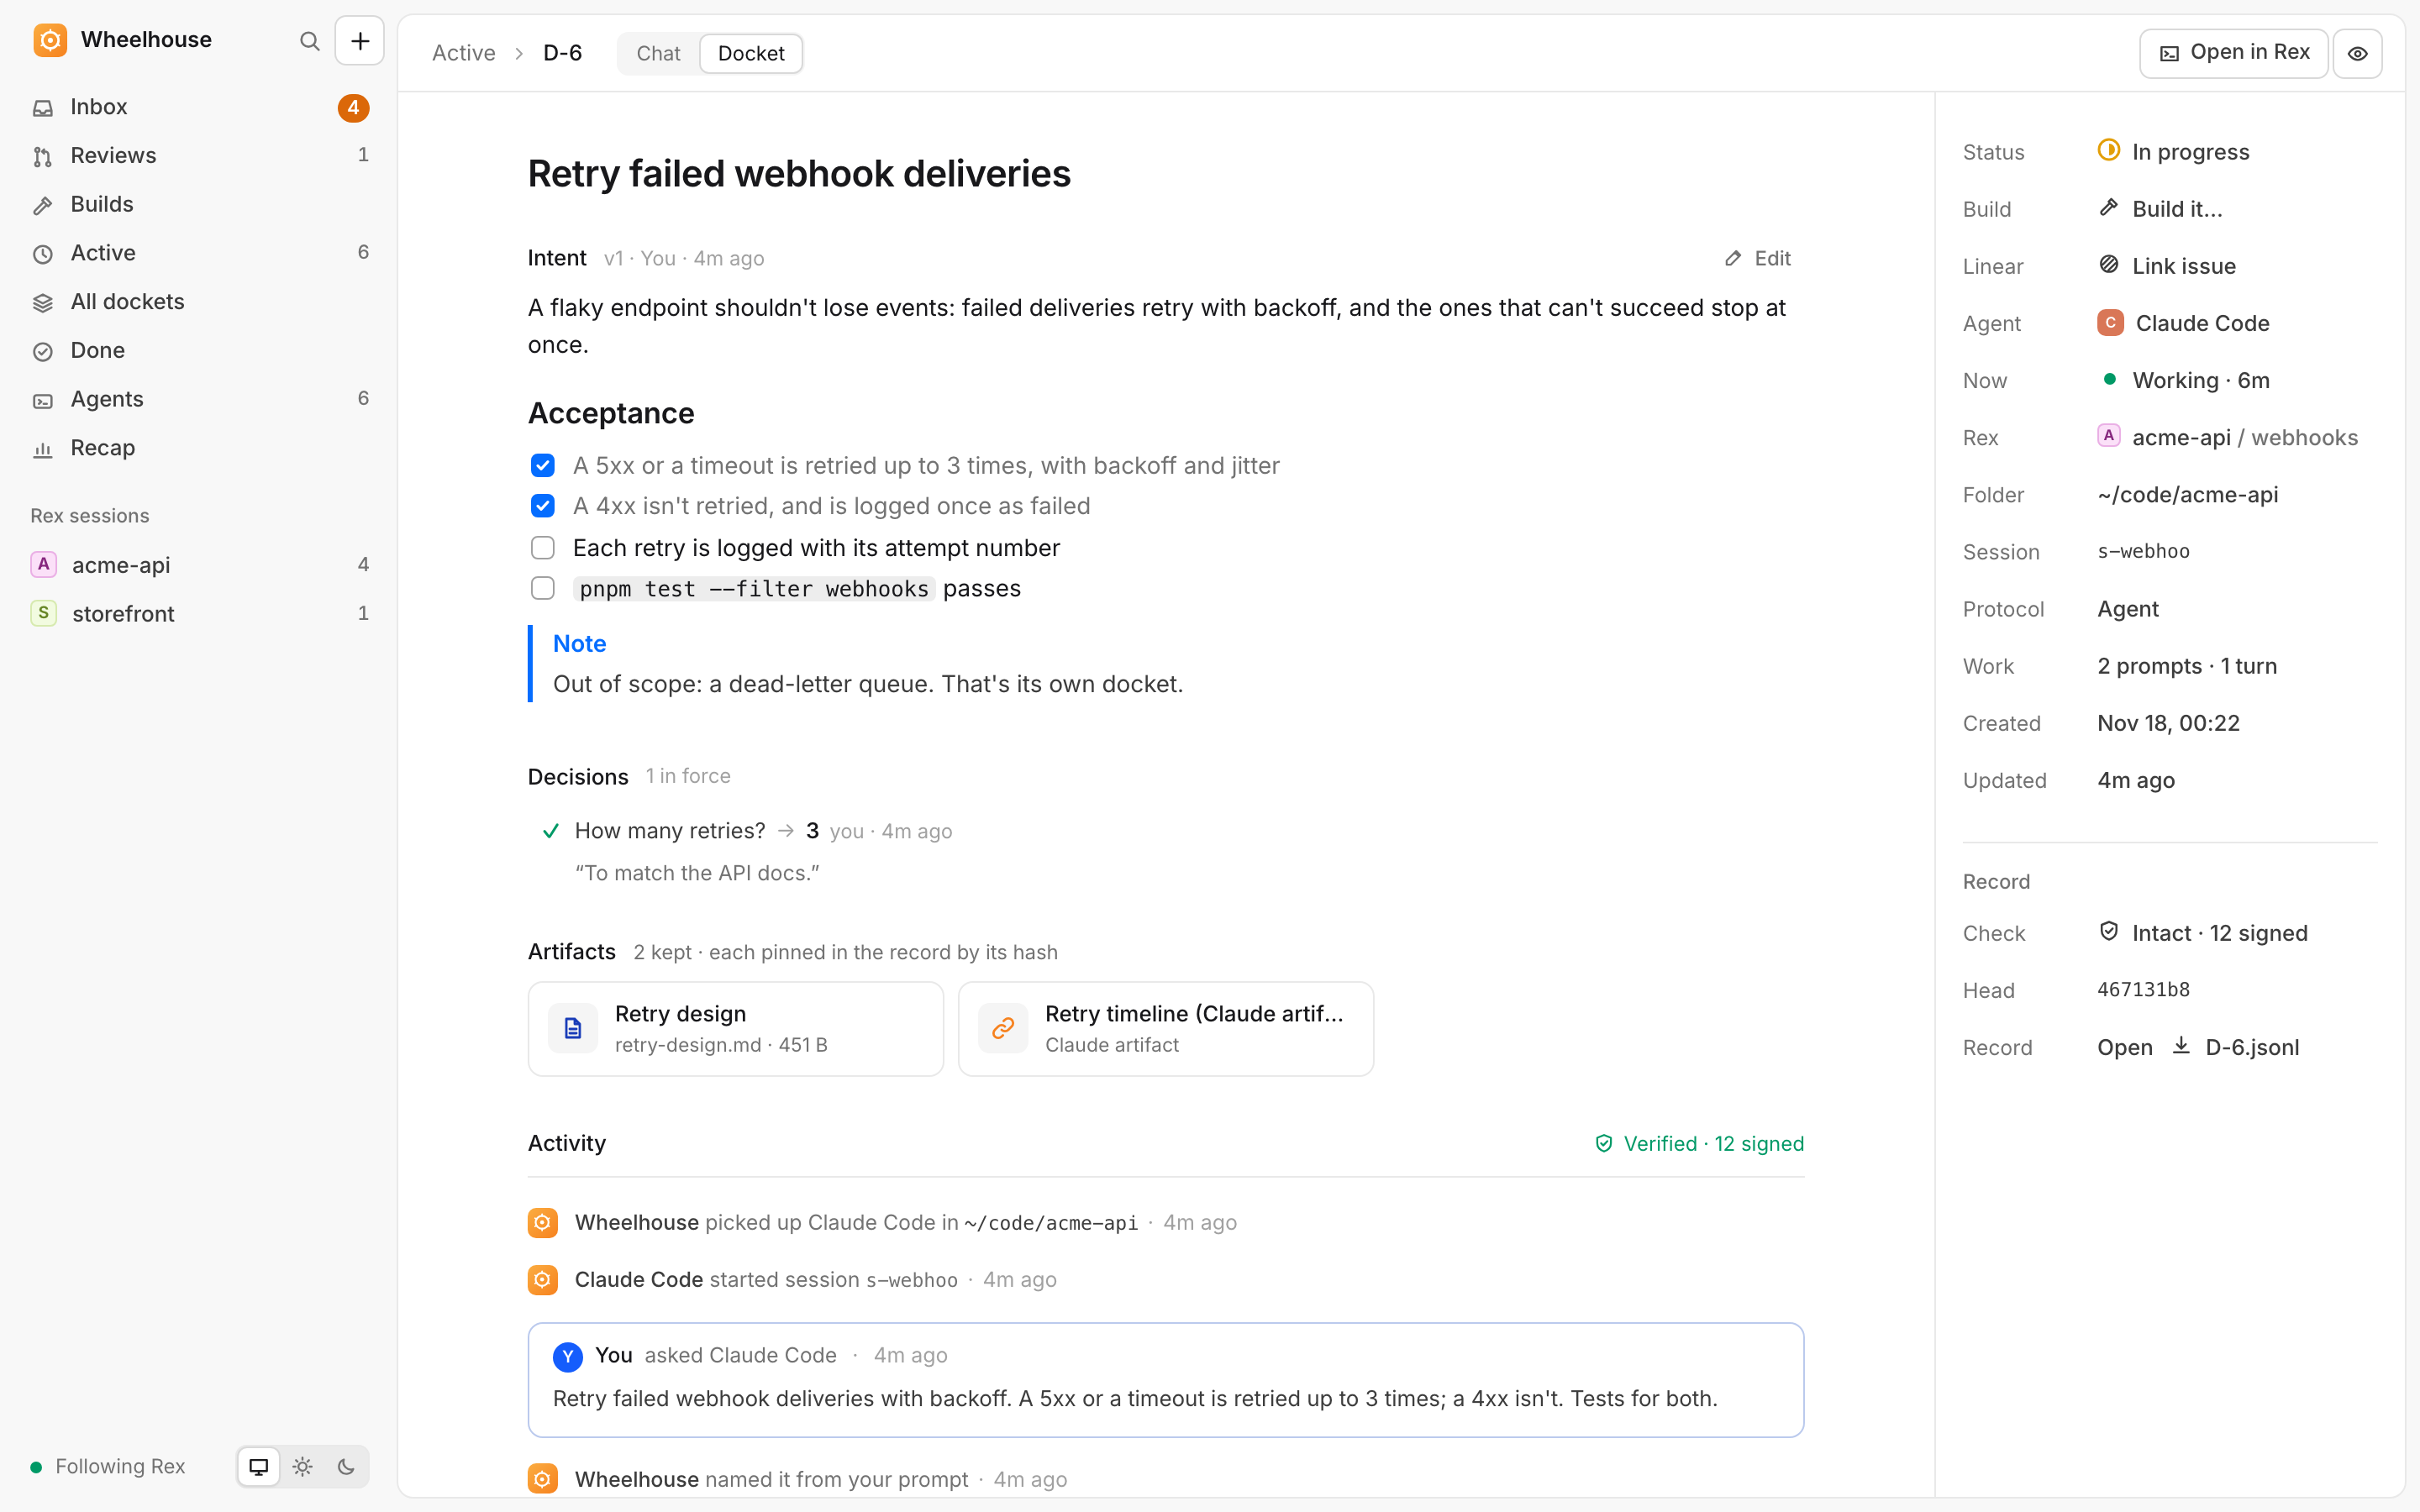 Wheelhouse
Inbox 4
Reviews 1
Builds
Active 6
All dockets
Done
Agents 6
Recap
Rex sessions
A acme-api 4
S storefront 1
Following Rex
Active > D-6 Chat Docket
Open in Rex
Retry failed webhook deliveries
Intent v1 · You · 4m ago Edit
A flaky endpoint shouldn't lose events: failed deliveries retry with backoff, and the ones that can't succeed stop at
once.
Acceptance
A 5xx or a timeout is retried up to 3 times, with backoff and jitter
A 4xx isn't retried, and is logged once as failed
Each retry is logged with its attempt number
pnpm test --filter webhooks passes
Note
Out of scope: a dead-letter queue. That's its own docket.
Decisions 1 in force
How many retries? → 3 you · 4m ago
“To match the API docs.”
Artifacts 2 kept · each pinned in the record by its hash
Retry design
retry-design.md · 451 B
Retry timeline (Claude artif...
Claude artifact
Activity Verified · 12 signed
Wheelhouse picked up Claude Code in ~/code/acme-api · 4m ago
Claude Code started session s-webhoo · 4m ago
Y You asked Claude Code · 4m ago
Retry failed webhook deliveries with backoff. A 5xx or a timeout is retried up to 3 times; a 4xx isn't. Tests for both.
Wheelhouse named it from your prompt · 4m ago
Status In progress
Build Build it...
Linear Link issue
Agent C Claude Code
Now Working · 6m
Rex A acme-api / webhooks
Folder ~/code/acme-api
Session s-webhoo
Protocol Agent
Work 2 prompts · 1 turn
Created Nov 18, 00:22
Updated 4m ago
Record
Check Intact · 12 signed
Head 467131b8
Record Open D-6.jsonl